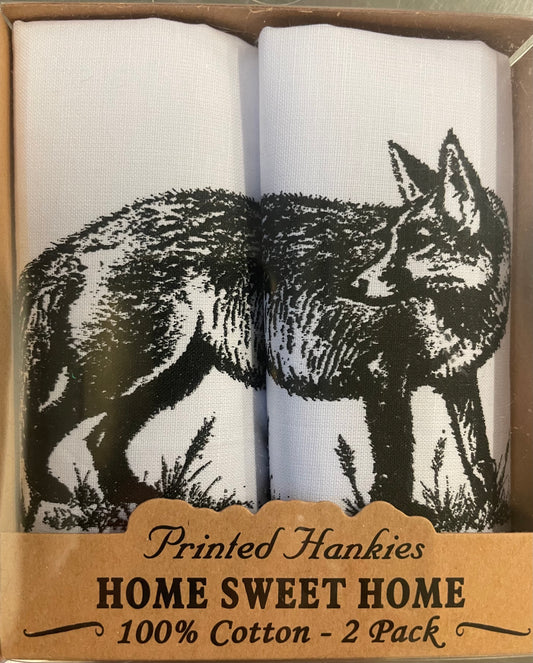 Printed Hankies
HOME SWEET HOME
100% Cotton - 2 Pack